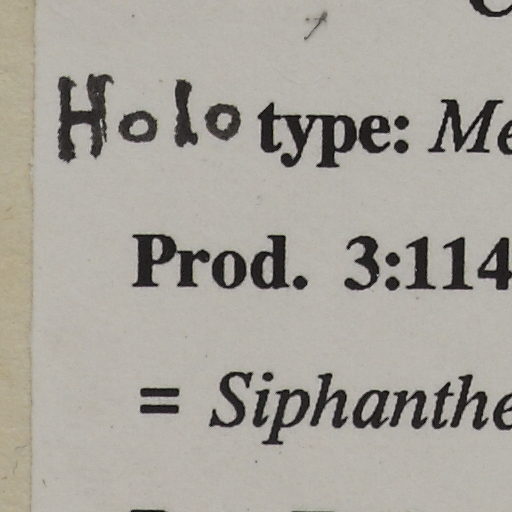 Holotype: Me
Prod. 3:114
= Siphanthe